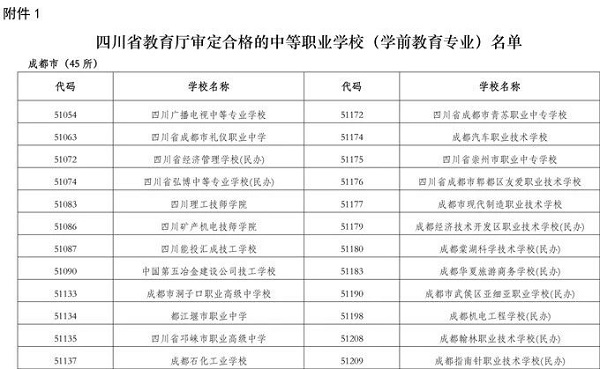 附件 1
四川省教育厅审定合格的中等职业学校（学前教育专业）名单
成都市（45 所）
代码 学校名称 代码 学校名称
51054 四川广播电视中等专业学校 51172 四川省成都市青苏职业中专学校
51063 四川省成都市礼仪职业中学 51174 成都汽车职业技术学校
51072 四川省经济管理学校(民办) 51175 四川省崇州市职业中专学校
51074 四川省弘博中等专业学校(民办) 51176 四川省成都市郫都区友爱职业技术学校
51083 四川理工技师学院 51177 成都市现代制造职业技术学校
51086 四川矿产机电技师学院 51179 成都经济技术开发区职业技术学校(民办)
51087 四川能投汇成技工学校 51180 成都棠湖科学技术学校(民办)
51090 中国第五冶金建设公司技工学校 51183 成都华夏旅游商务学校(民办)
51133 成都市洞子口职业高级中学校 51190 成都市武侯区亚细亚职业学校(民办)
51134 都江堰市职业中学 51198 成都机电工程学校(民办)
51135 四川省邛崃市职业高级中学 51208 成都翰林职业技术学校(民办)
51137 成都石化工业学校 51209 成都指南针职业技术学校(民办)